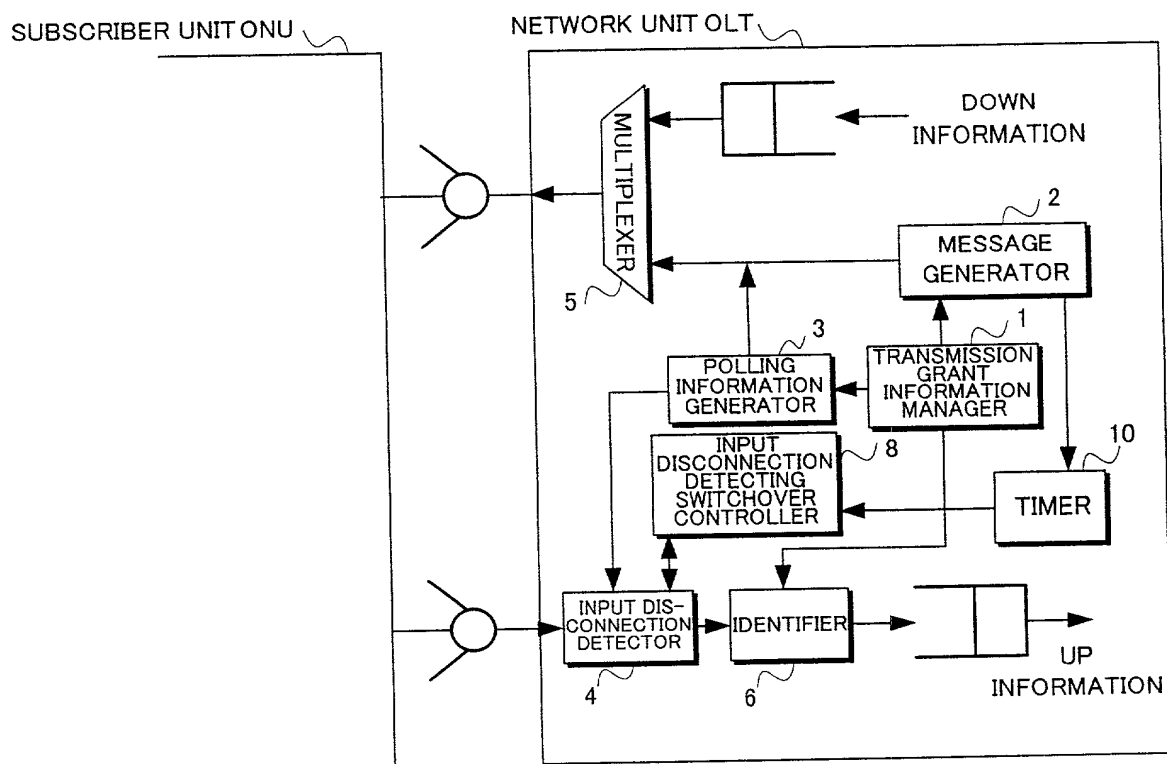 SUBSCRIBER UNIT ONU
NETWORK UNIT OLT
DOWN
INFORMATION
MULTIPLEXER
5
2
MESSAGE
GENERATOR
3
POLLING
INFORMATION
GENERATOR
1
TRANSMISSION
GRANT
INFORMATION
MANAGER
INPUT
DISCONNECTION
DETECTING
SWITCHOVER
CONTROLLER
8
10
TIMER
INPUT DIS-
CONNECTION
DETECTOR
4
IDENTIFIER
6
UP
INFORMATION